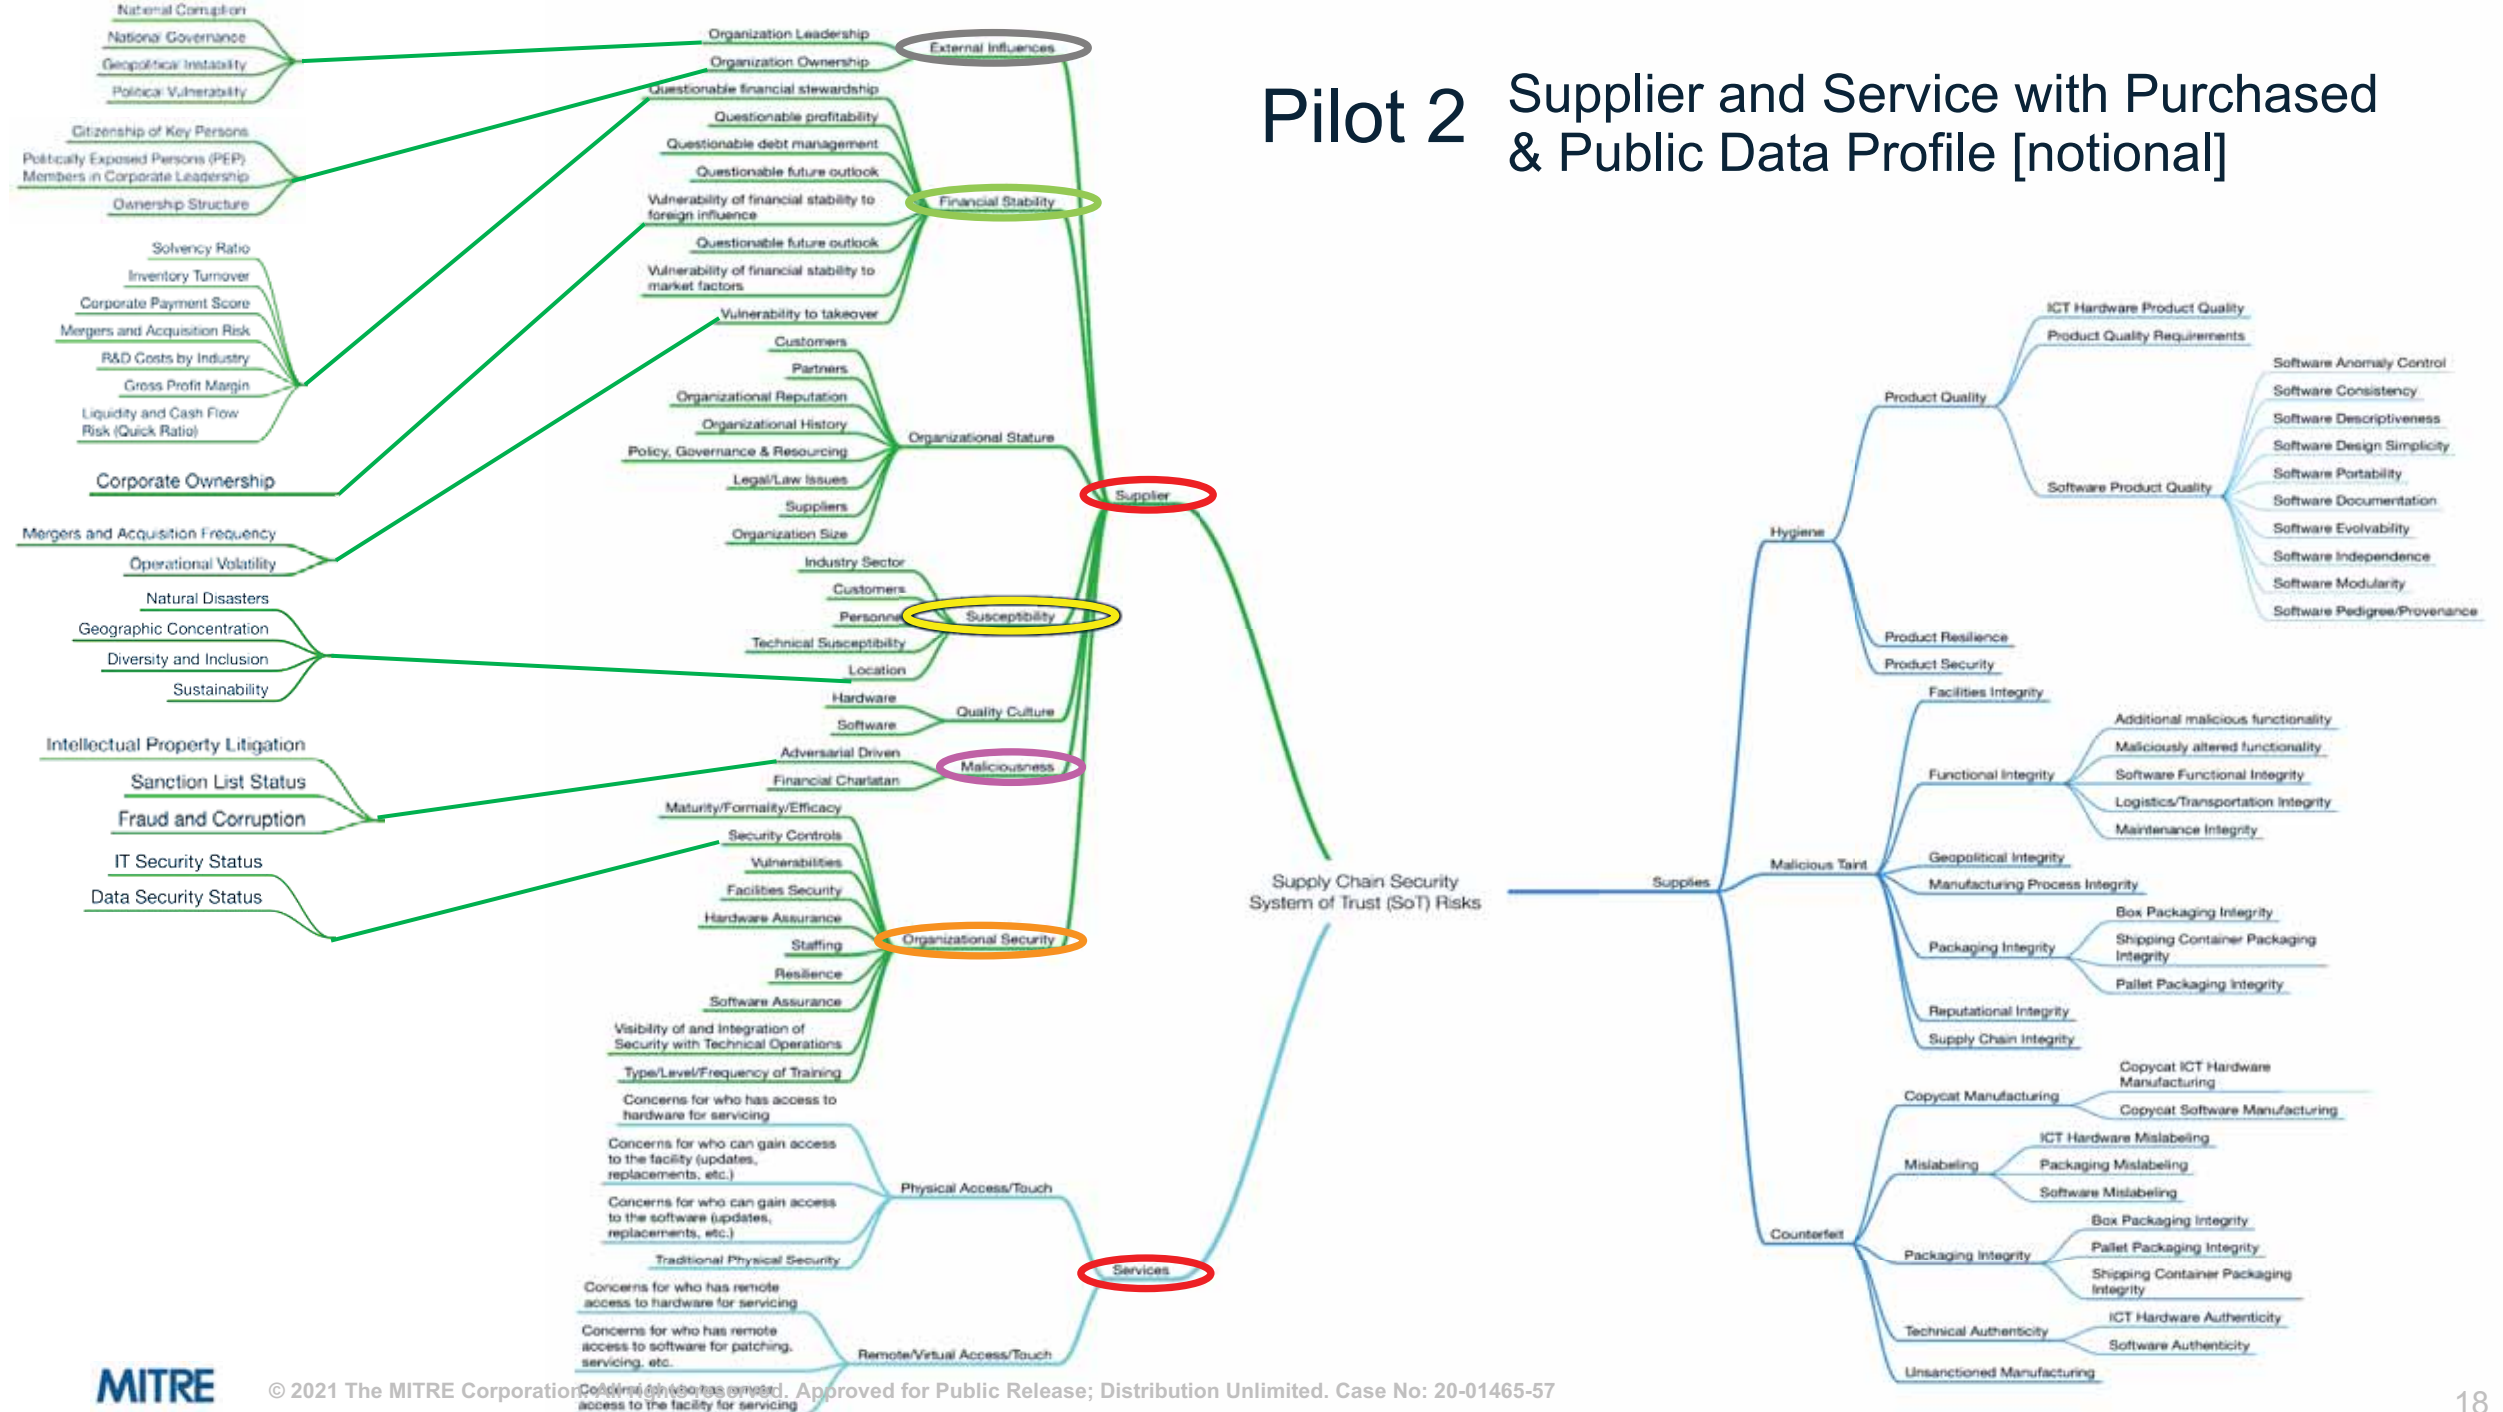 Pilot 2
Supplier and Service with Purchased
& Public Data Profile [notional]
National Corruption
National Governance
Geopolitical Instability
Political Vulnerability
Citizenship of Key Persons
Politically Exposed Persons (PEP)
Members in Corporate Leadership
Ownership Structure
Solvency Ratio
Inventory Turnover
Corporate Payment Score
Mergers and Acquisition Risk
R&D Costs by Industry
Gross Profit Margin
Liquidity and Cash Flow
Risk (Quick Ratio)
Corporate Ownership
Mergers and Acquisition Frequency
Operational Volatility
Natural Disasters
Geographic Concentration
Diversity and Inclusion
Sustainability
Intellectual Property Litigation
Sanction List Status
Fraud and Corruption
IT Security Status
Data Security Status
Organization Leadership
Organization Ownership
External Influences
Questionable financial stewardship
Questionable profitability
Questionable debt management
Questionable future outlook
Vulnerability of financial stability to
foreign influence
Questionable future outlook
Vulnerability of financial stability to
market factors
Vulnerability to takeover
Financial Stability
Customers
Partners
Organizational Reputation
Organizational History
Policy, Governance & Resourcing
Legal/Law Issues
Suppliers
Organization Size
Organizational Stature
Industry Sector
Customers
Personnel
Technical Susceptibility
Location
Susceptibility
Hardware
Software
Quality Culture
Adversarial Driven
Financial Charlatan
Maliciousness
Maturity/Formality/Efficacy
Security Controls
Vulnerabilities
Facilities Security
Hardware Assurance
Staffing
Resilience
Software Assurance
Visibility of and Integration of
Security with Technical Operations
Type/Level/Frequency of Training
Organizational Security
Supplier
Concerns for who has access to
hardware for servicing
Concerns for who can gain access
to the facility (updates,
replacements, etc.)
Concerns for who can gain access
to the software (updates,
replacements, etc.)
Traditional Physical Security
Physical Access/Touch
Concerns for who has remote
access to hardware for servicing
Concerns for who has remote
access to software for patching,
servicing, etc.
Concerns for who has remote
access to the facility for servicing
Remote/Virtual Access/Touch
Services
Supply Chain Security
System of Trust (SoT) Risks
Supplies
Hygiene
Product Quality
ICT Hardware Product Quality
Product Quality Requirements
Software Product Quality
Software Anomaly Control
Software Consistency
Software Descriptiveness
Software Design Simplicity
Software Portability
Software Documentation
Software Evolvability
Software Independence
Software Modularity
Software Pedigree/Provenance
Product Resilience
Product Security
Malicious Taint
Facilities Integrity
Functional Integrity
Additional malicious functionality
Maliciously altered functionality
Software Functional Integrity
Logistics/Transportation Integrity
Maintenance Integrity
Geopolitical Integrity
Manufacturing Process Integrity
Packaging Integrity
Box Packaging Integrity
Shipping Container Packaging
Integrity
Pallet Packaging Integrity
Reputational Integrity
Supply Chain Integrity
Counterfeit
Copycat Manufacturing
Copycat ICT Hardware
Manufacturing
Copycat Software Manufacturing
Mislabeling
ICT Hardware Mislabeling
Packaging Mislabeling
Software Mislabeling
Packaging Integrity
Box Packaging Integrity
Pallet Packaging Integrity
Shipping Container Packaging
Integrity
Technical Authenticity
ICT Hardware Authenticity
Software Authenticity
Unsanctioned Manufacturing
MITRE
© 2021 The MITRE Corporation. All rights reserved. Approved for Public Release; Distribution Unlimited. Case No: 20-01465-57
18